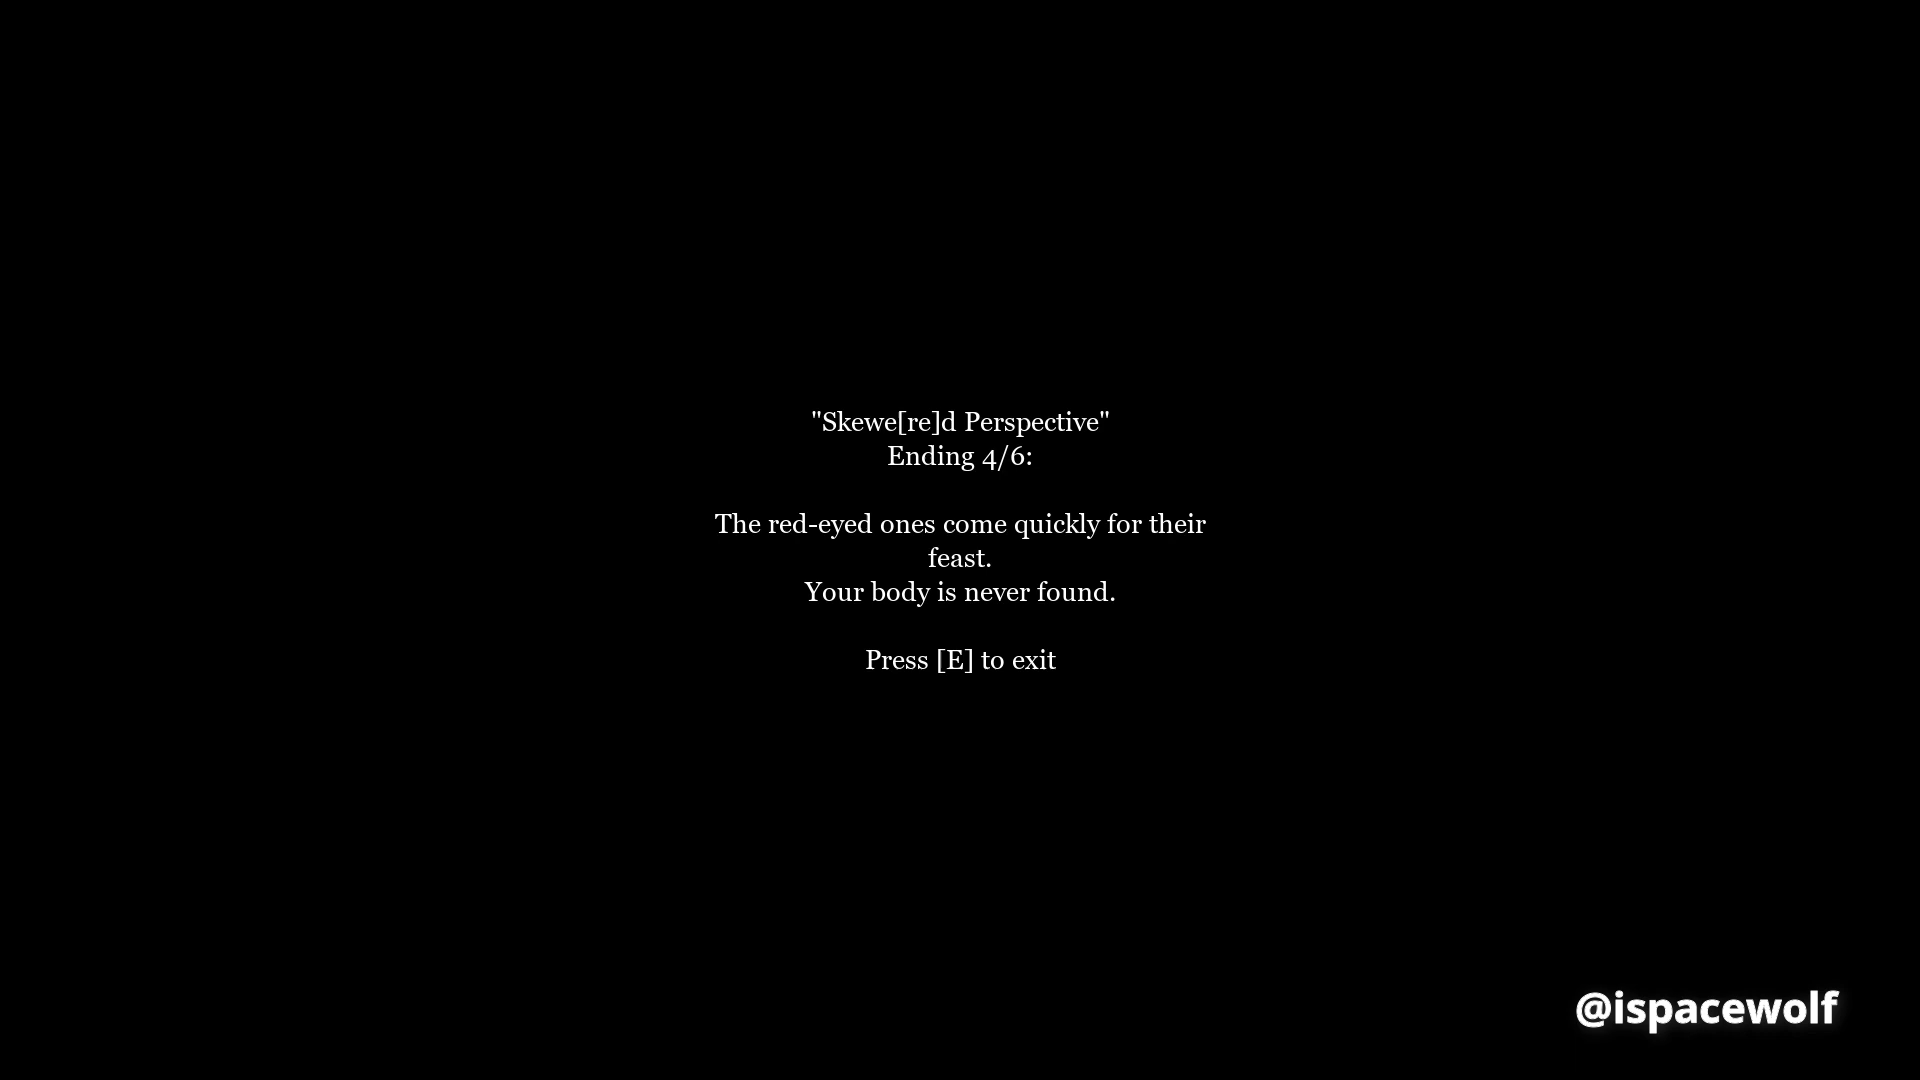 "Skewe[re]d Perspective"
Ending 4/6:
The red-eyed ones come quickly for their
feast.
Your body is never found.
Press [E] to exit
@ispacewolf